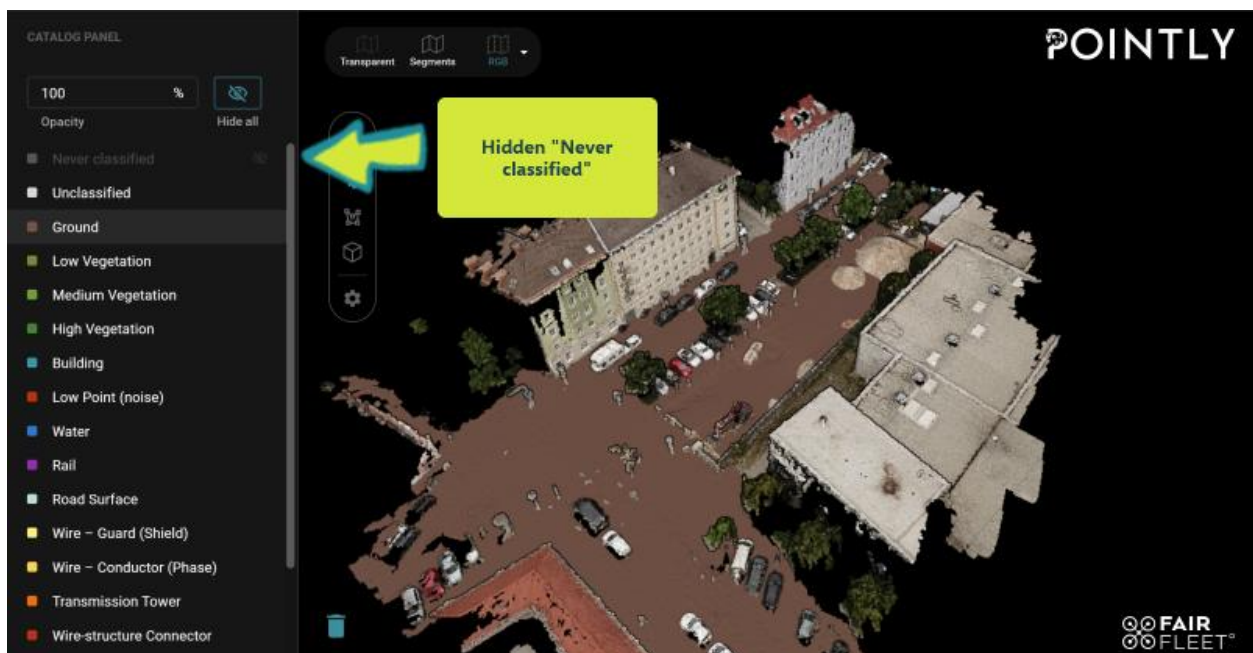 CATALOG PANEL
100 %
Opacity
Hide all
Never classified
Unclassified
Ground
Low Vegetation
Medium Vegetation
High Vegetation
Building
Low Point (noise)
Water
Rail
Road Surface
Wire – Guard (Shield)
Wire – Conductor (Phase)
Transmission Tower
Wire-structure Connector
Transparent
Segments
RGB
Hidden "Never
classified"
POINTLY
FAIR
FLEET